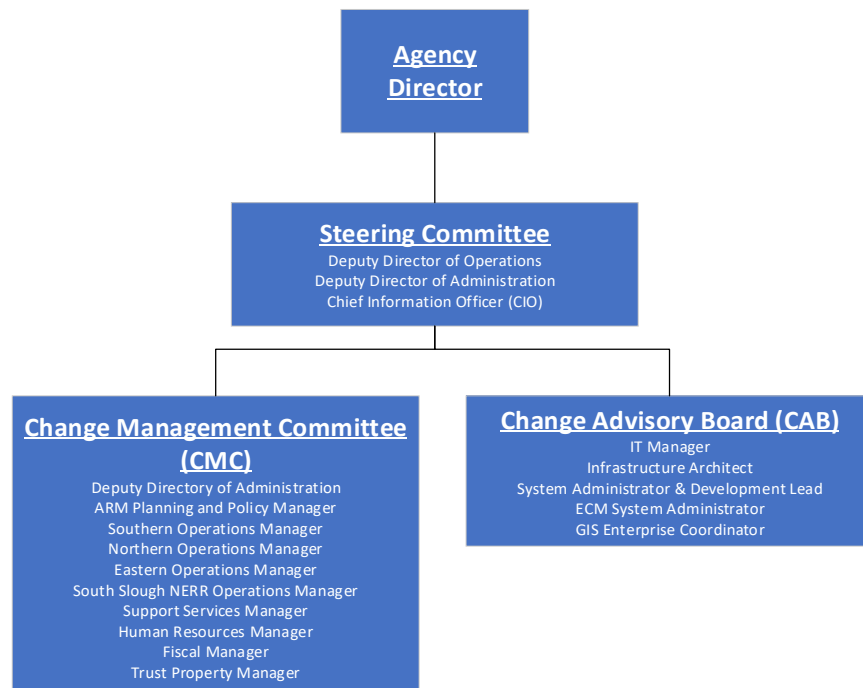 Agency
Director
Steering Committee
Deputy Director of Operations
Deputy Director of Administration
Chief Information Officer (CIO)
Change Management Committee
(CMC)
Deputy Directory of Administration
ARM Planning and Policy Manager
Southern Operations Manager
Northern Operations Manager
Eastern Operations Manager
South Slough NERR Operations Manager
Support Services Manager
Human Resources Manager
Fiscal Manager
Trust Property Manager
Change Advisory Board (CAB)
IT Manager
Infrastructure Architect
System Administrator & Development Lead
ECM System Administrator
GIS Enterprise Coordinator